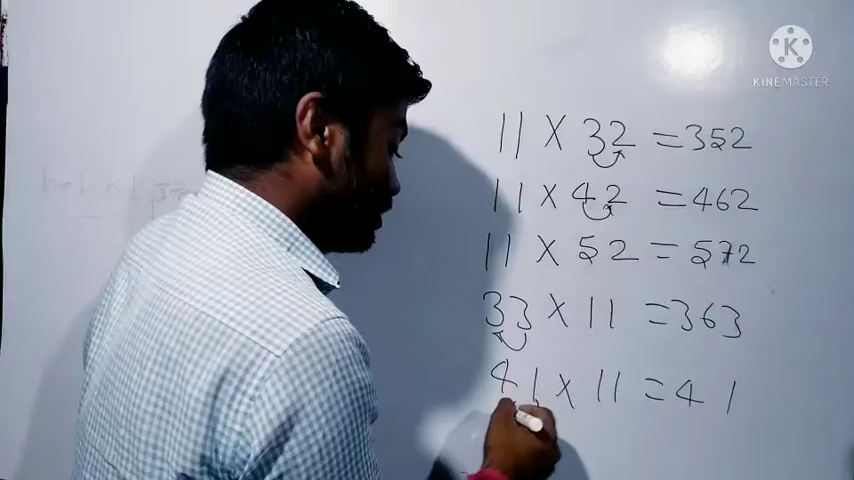 KINEMASTER
11 X 32 = 352
11 X 42 = 462
11 X 52 = 572
33 X 11 = 363
41 X 11 = 4 1